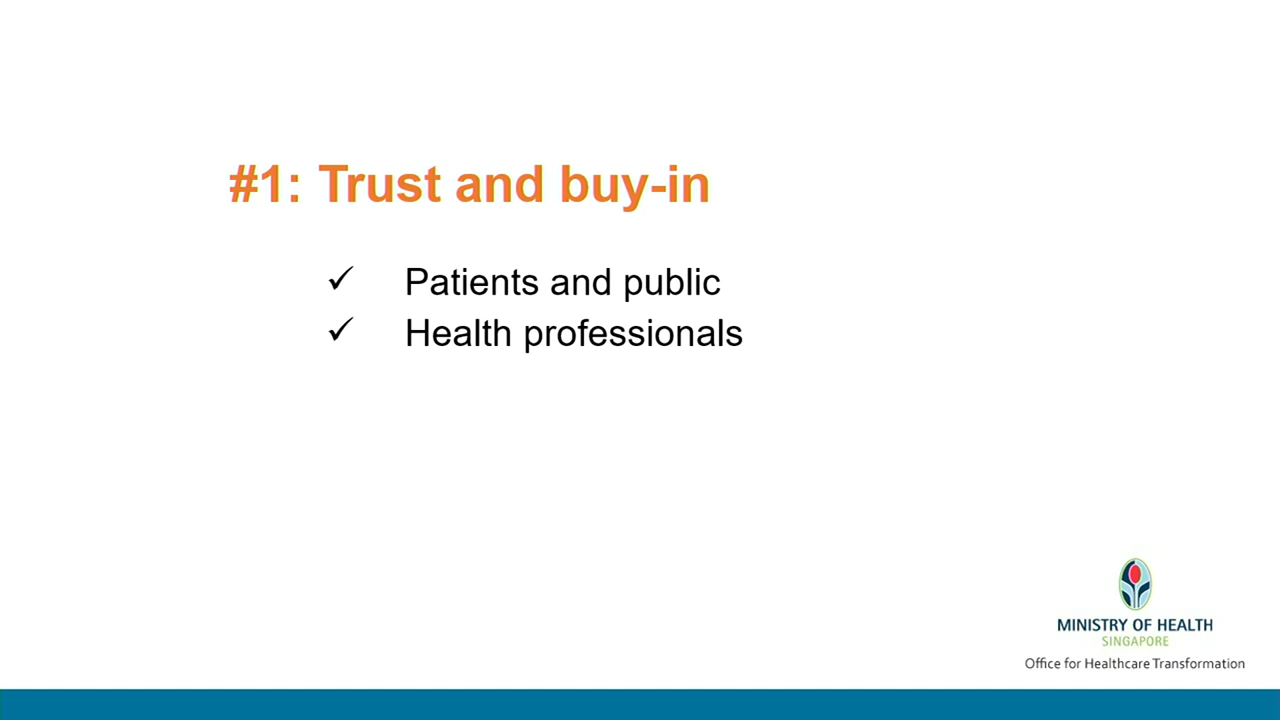 #1: Trust and buy-in
✓ Patients and public
✓ Health professionals
MINISTRY OF HEALTH
SINGAPORE
Office for Healthcare Transformation